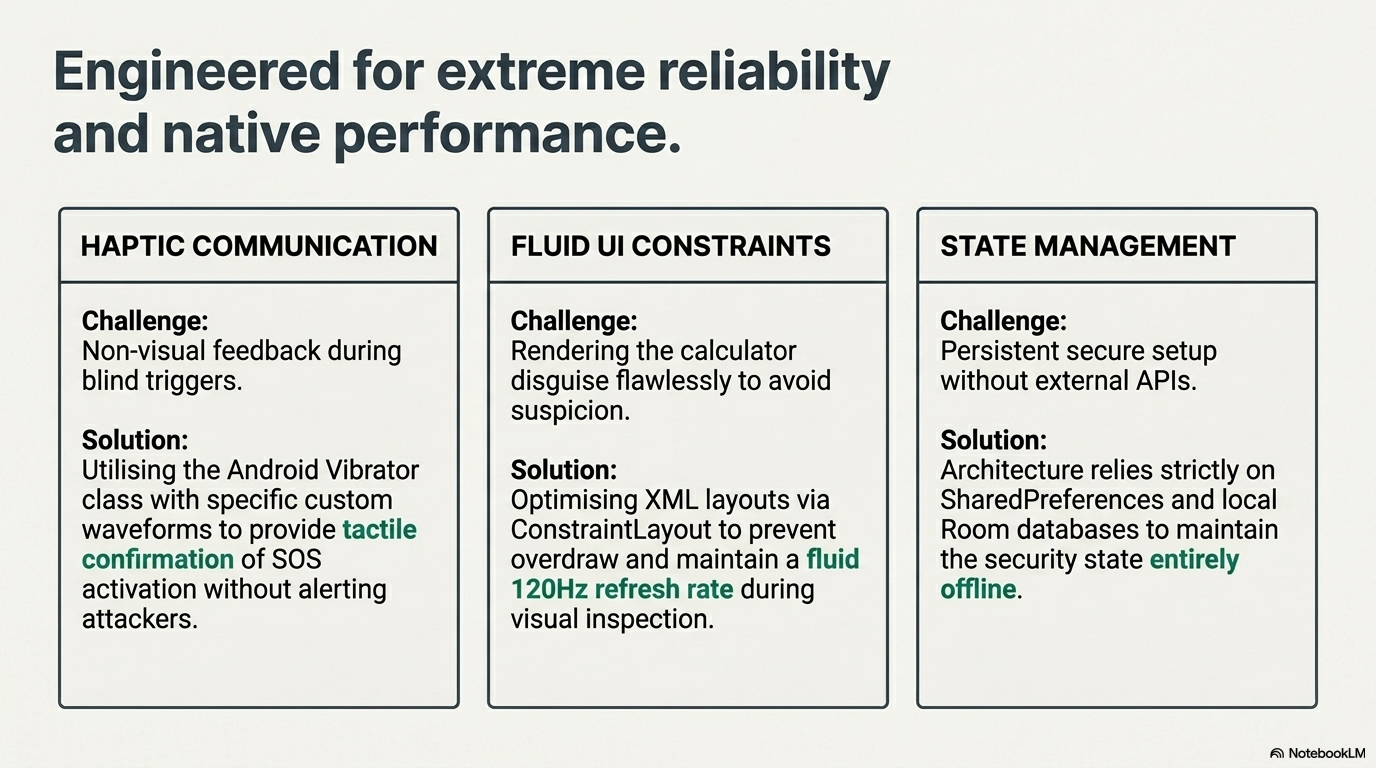 Engineered for extreme reliability
and native performance.
HAPTIC COMMUNICATION
Challenge:
Non-visual feedback during
blind triggers.
Solution:
Utilising the Android Vibrator
class with specific custom
waveforms to provide tactile
confirmation of SOS
activation without alerting
attackers.
FLUID UI CONSTRAINTS
Challenge:
Rendering the calculator
disguise flawlessly to avoid
suspicion.
Solution:
Optimising XML layouts via
ConstraintLayout to prevent
overdraw and maintain a fluid
120Hz refresh rate during
visual inspection.
STATE MANAGEMENT
Challenge:
Persistent secure setup
without external APIs.
Solution:
Architecture relies strictly on
SharedPreferences and local
Room databases to maintain
the security state entirely
offline.
NotebookLM